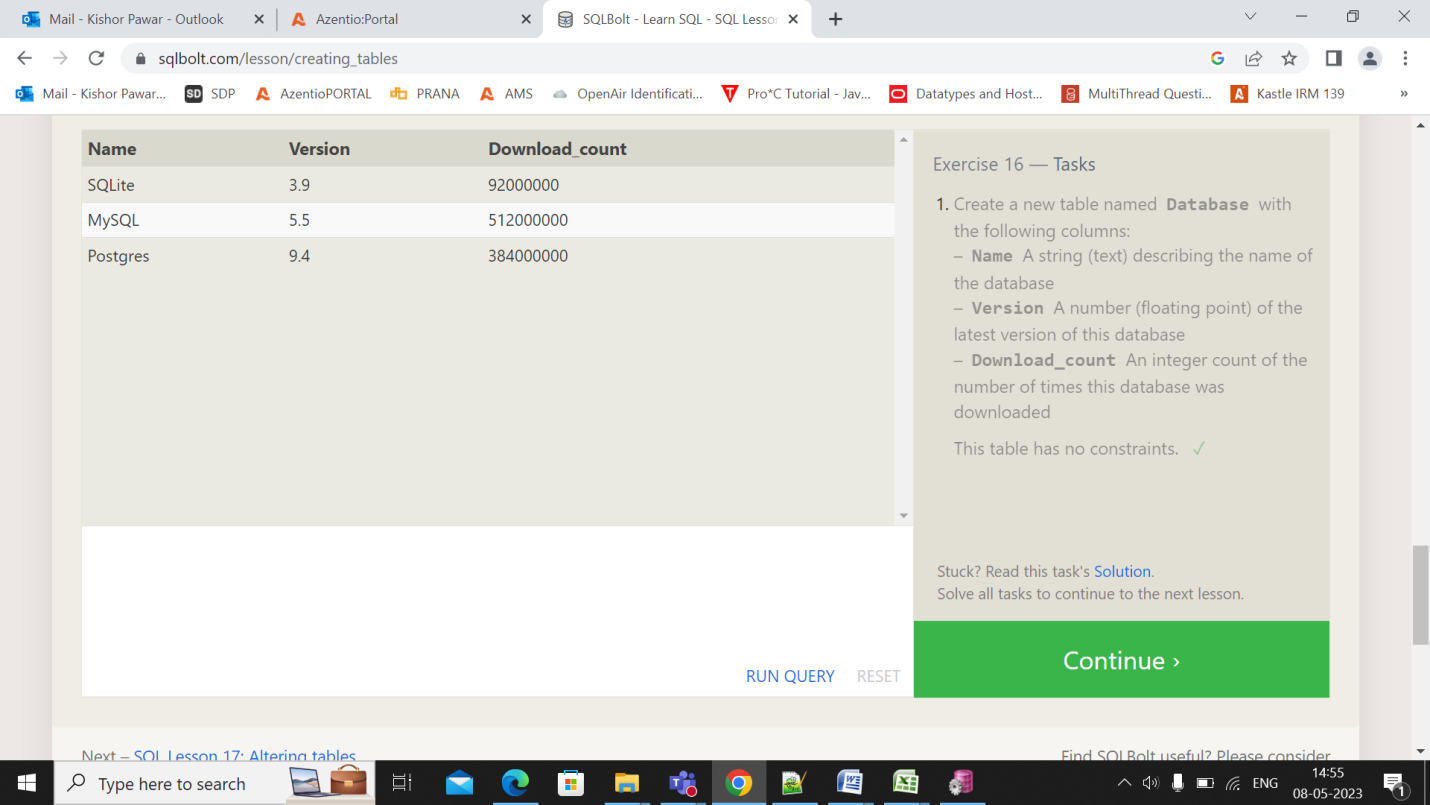 Mail - Kishor Pawar - Outlook
Azentio:Portal
SQLBolt - Learn SQL - SQL Lesson
sqlbolt.com/lesson/creating_tables
Mail - Kishor Pawar...
SD SDP
AzentioPORTAL
PRANA
AMS
OpenAir Identificati...
Pro*C Tutorial - Jav...
Datatypes and Host...
MultiThread Questi...
Kastle IRM 139
»
Name Version Download_count
SQLite 3.9 92000000
MySQL 5.5 512000000
Postgres 9.4 384000000
RUN QUERY RESET
Exercise 16 — Tasks
1. Create a new table named Database with
the following columns:
– Name A string (text) describing the name of
the database
– Version A number (floating point) of the
latest version of this database
– Download_count An integer count of the
number of times this database was
downloaded
This table has no constraints. ✓
Stuck? Read this task's Solution.
Solve all tasks to continue to the next lesson.
Continue ›
Next – SQL Lesson 17: Altering tables
Find SQLBolt useful? Please consider
Type here to search
ENG
14:55
08-05-2023
1